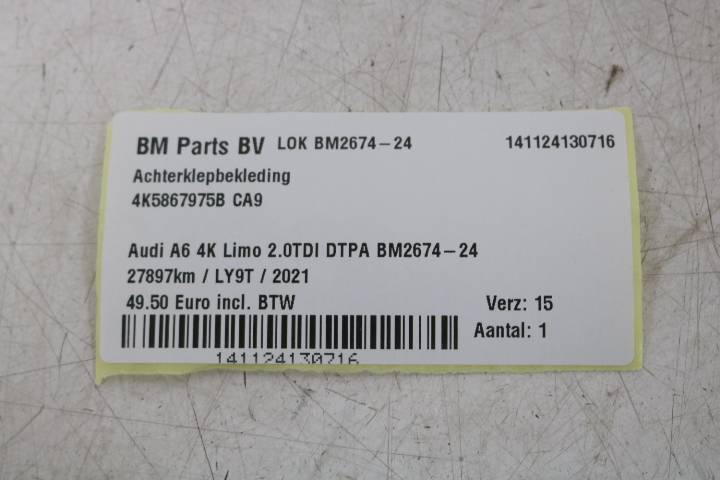 BM Parts BV LOK BM2674-24 141124130716
Achterklepbekleding
4K5867975B CA9
Audi A6 4K Limo 2.0TDI DTPA BM2674-24
27897km / LY9T / 2021
49.50 Euro incl. BTW Verz: 15
Aantal: 1
141124130716